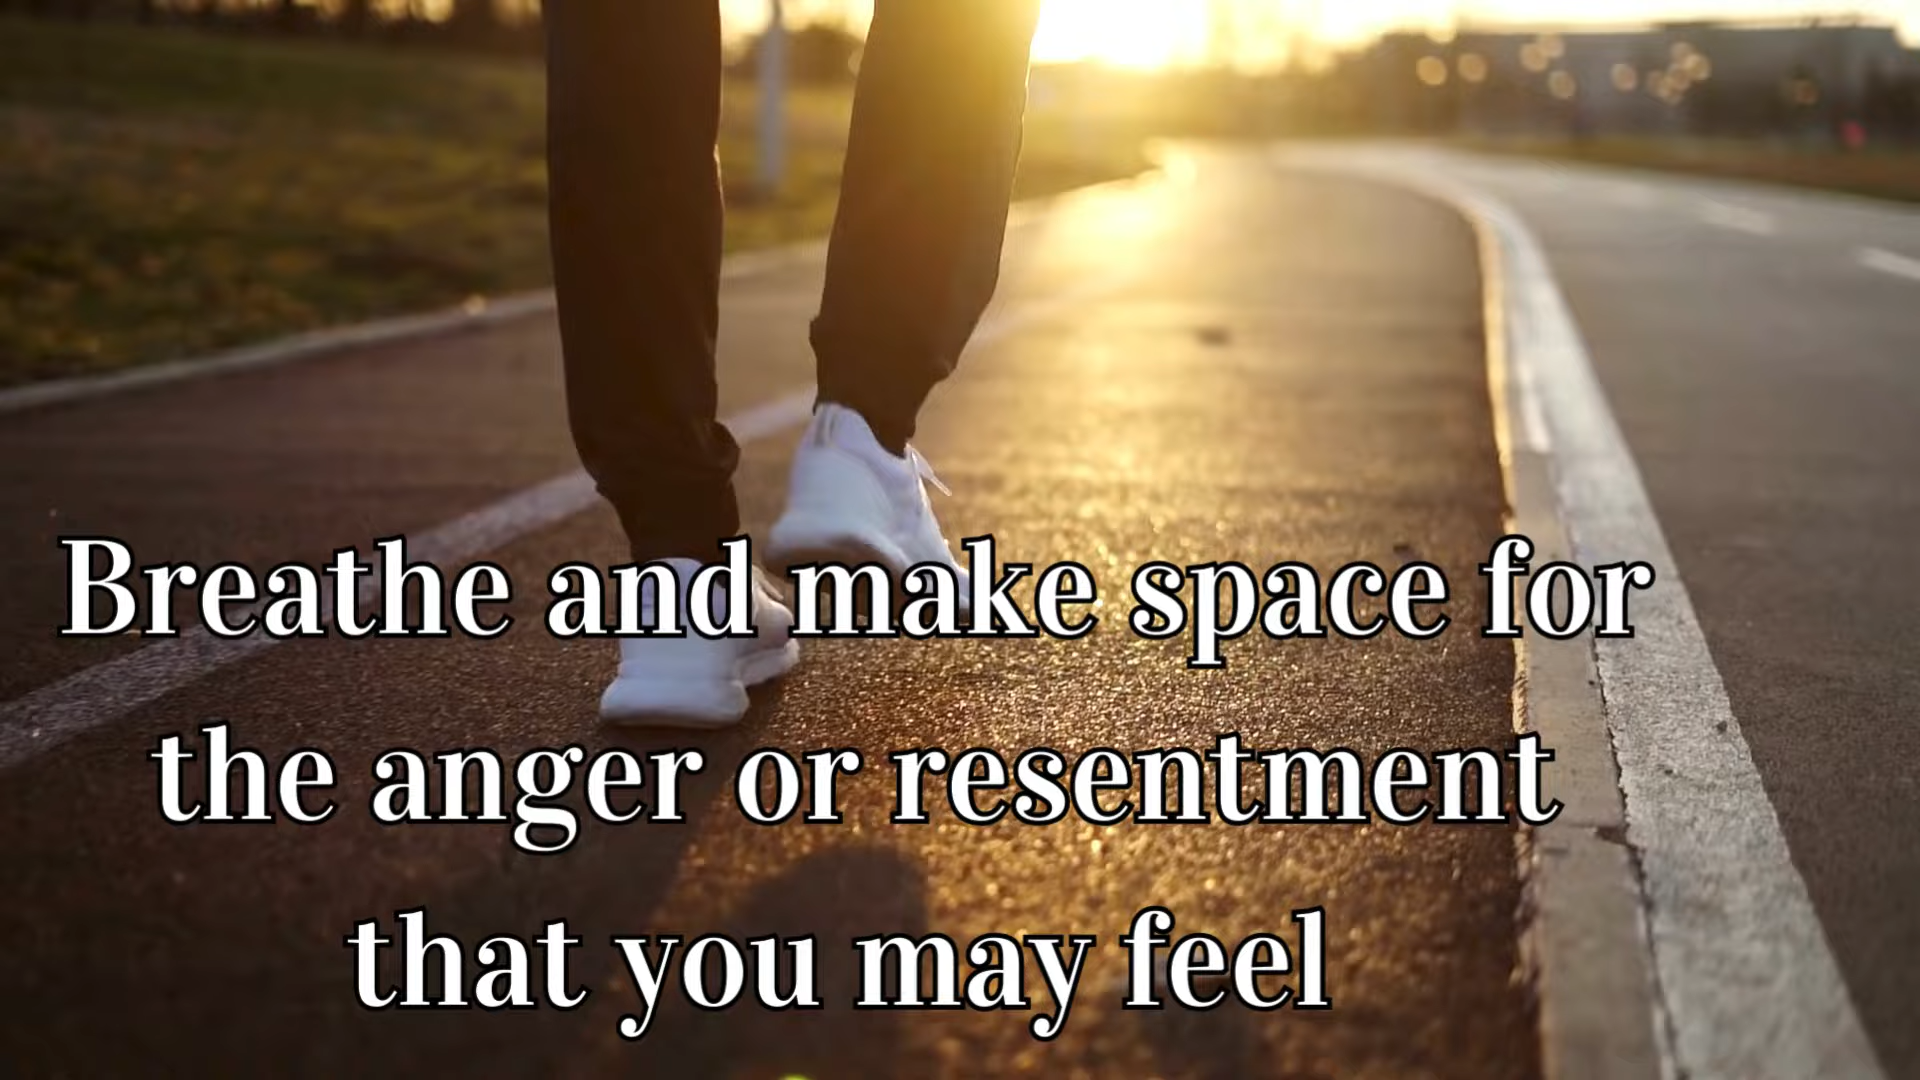 Breathe and make space for
the anger or resentment
that you may feel